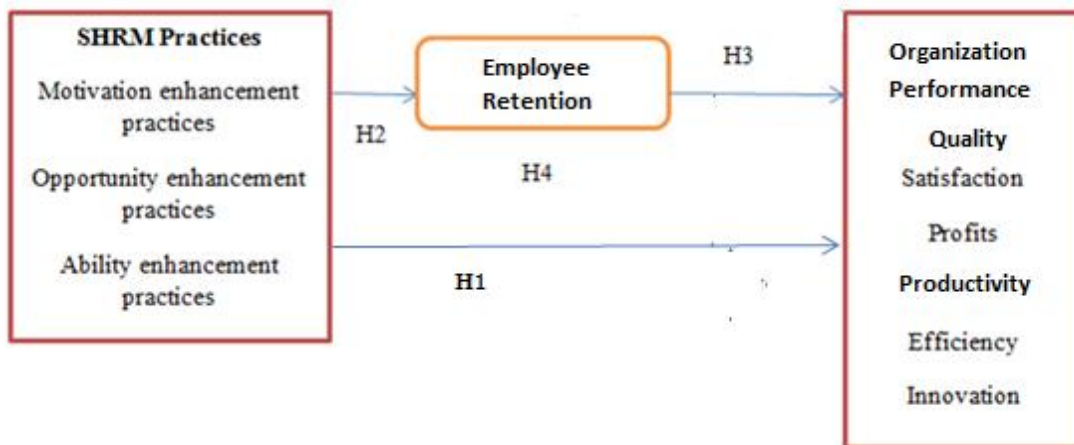 SHRM Practices
Motivation enhancement
practices
Opportunity enhancement
practices
Ability enhancement
practices
H2
Employee
Retention
H3
H4
H1
Organization
Performance
Quality
Satisfaction
Profits
Productivity
Efficiency
Innovation